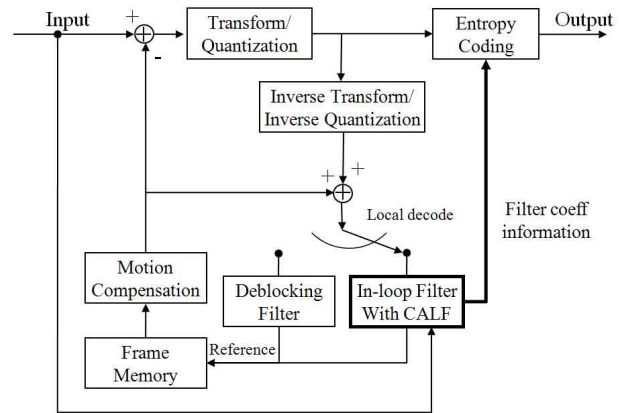 Input
+
-
Transform/
Quantization
Entropy
Coding
Output
Inverse Transform/
Inverse Quantization
+
+
Local decode
Filter coeff
information
Motion
Compensation
Deblocking
Filter
In-loop Filter
With CALF
Frame
Memory
Reference